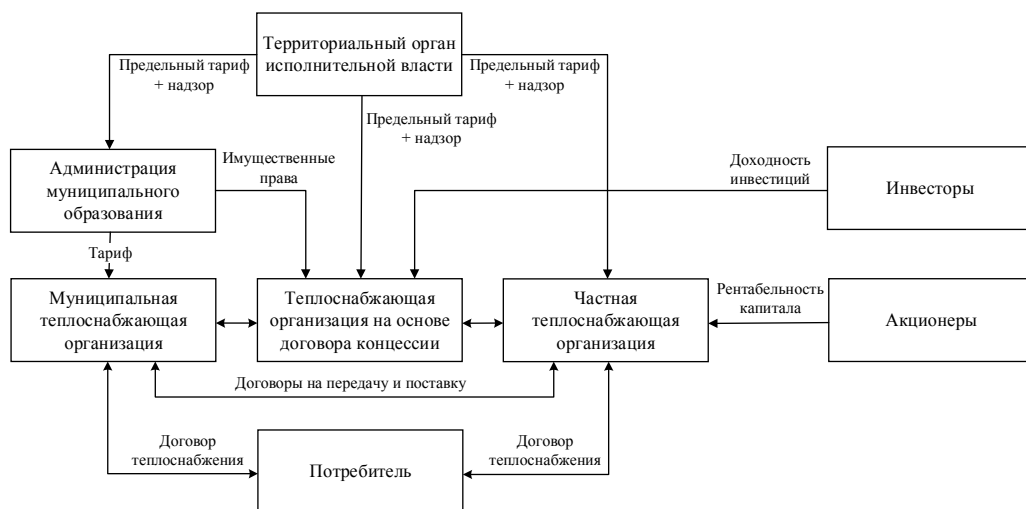 Территориальный орган
исполнительной власти
Предельный тариф
+ надзор
Предельный тариф
+ надзор
Предельный тариф
+ надзор
Администрация
муниципального
образования
Имущественные
права
Доходность
инвестиций
Инвесторы
Тариф
Муниципальная
теплоснабжающая
организация
Теплоснабжающая
организация на основе
договора концессии
Частная
теплоснабжающая
организация
Рентабельность
капитала
Акционеры
Договоры на передачу и поставку
Договор
теплоснабжения
Потребитель
Договор
теплоснабжения